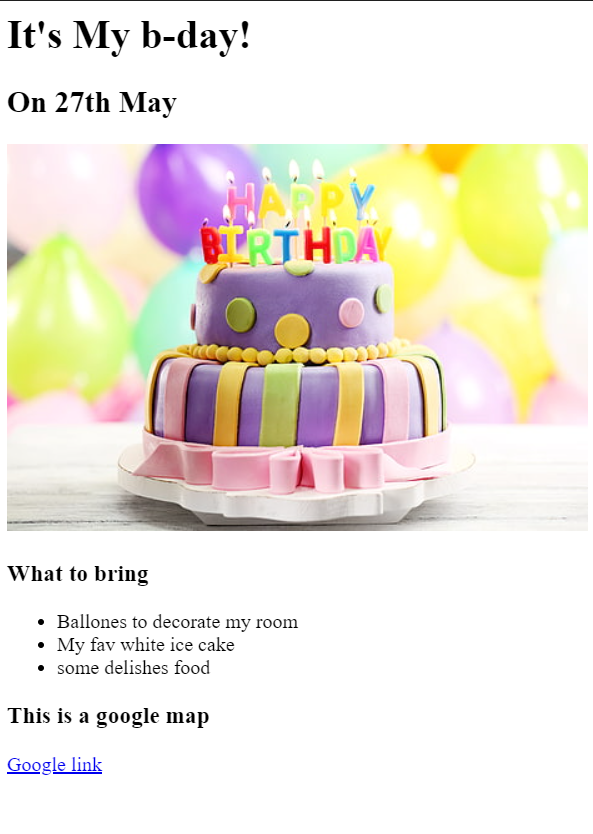 It's My b-day!
On 27th May
HAPPY
BIRTHDAY
What to bring
Ballones to decorate my room
My fav white ice cake
some delishes food
This is a google map
Google link